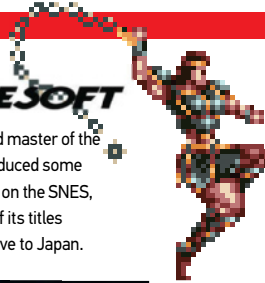 ESOFT
d master of the
duced some
on the SNES,
f its titles
ve to Japan.